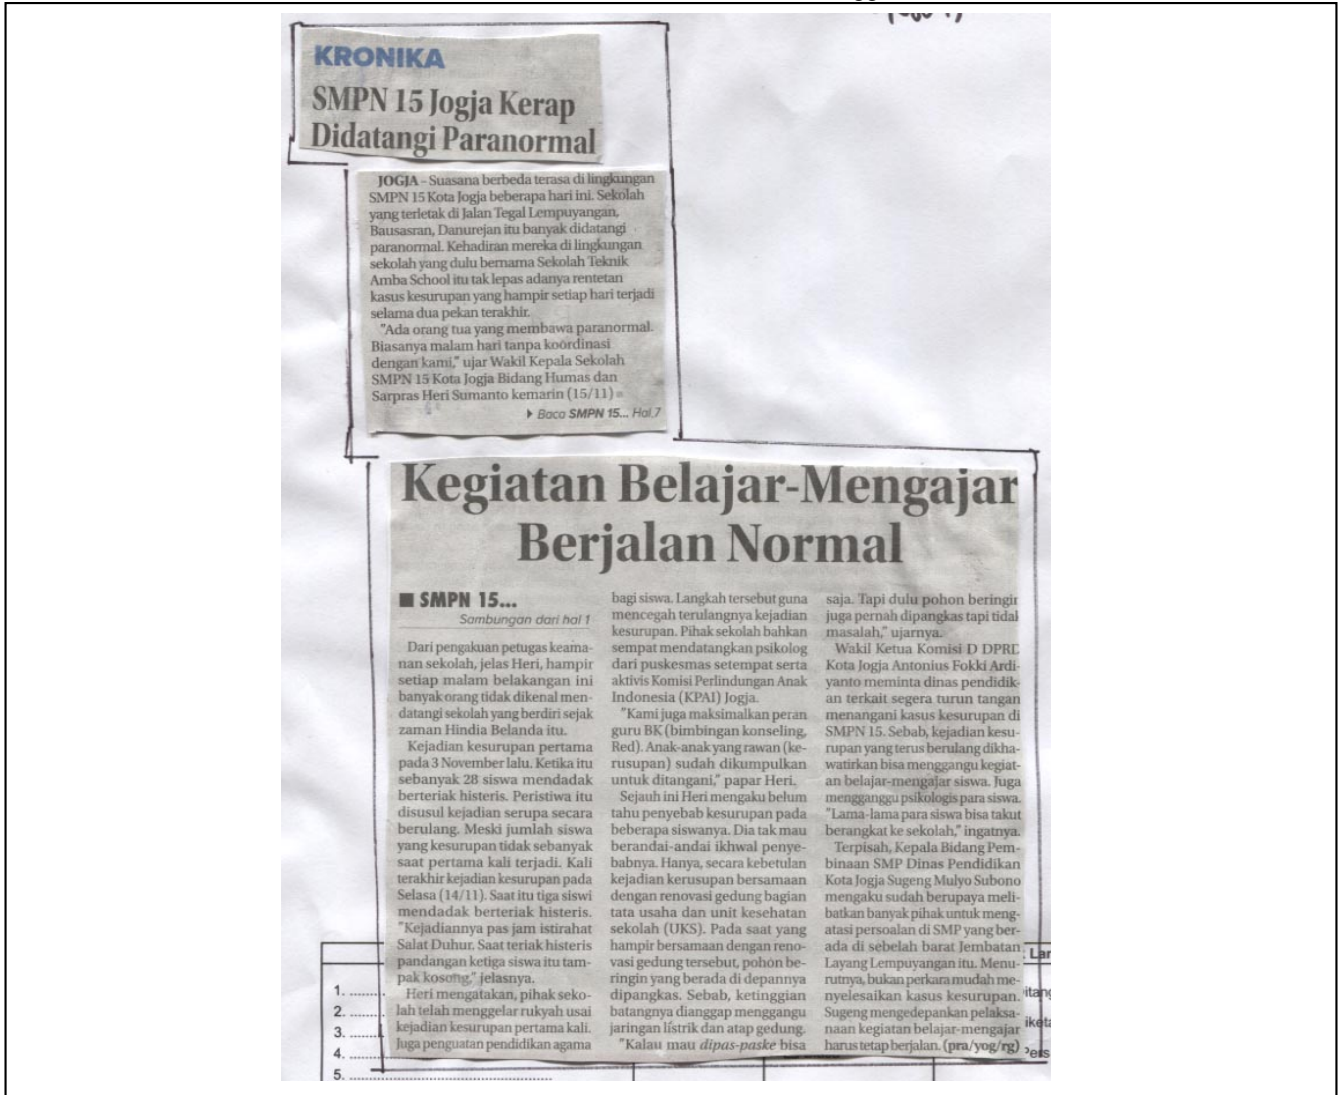 KRONIKA
SMPN 15 Jogja Kerap
Didatangi Paranormal
JOGJA - Suasana berbeda terasa di lingkungan
SMPN 15 Kota Jogja beberapa hari ini. Sekolah
yang terletak di Jalan Tegal Lempuyangan,
Bausasran, Danurejan itu banyak didatangi
paranormal. Kehadiran mereka di lingkungan
sekolah yang dulu bernama Sekolah Teknik
Amba School itu tak lepas adanya rentetan
kasus kesurupan yang hampir setiap hari terjadi
selama dua pekan terakhir.
"Ada orang tua yang membawa paranormal.
Biasanya malam hari tanpa koordinasi
dengan kami," ujar Wakil Kepala Sekolah
SMPN 15 Kota Jogja Bidang Humas dan
Sarpras Heri Sumanto kemarin (15/11)
Baca SMPN 15... Hal 7
Kegiatan Belajar-Mengajar
Berjalan Normal
SMPN 15...
Sambungan dari hal 1
Dari pengakuan petugas keama-
nan sekolah, jelas Heri, hampir
setiap malam belakangan ini
banyak orang tidak dikenal men-
datangi sekolah yang berdiri sejak
zaman Hindia Belanda itu.
Kejadian kesurupan pertama
pada 3 November lalu. Ketika itu
sebanyak 28 siswa mendadak
berteriak histeris. Peristiwa itu
disusul kejadian serupa secara
berulang. Meski jumlah siswa
yang kesurupan tidak sebanyak
saat pertama kali terjadi. Kali
terakhir kejadian kesurupan pada
Selasa (14/11). Saat itu tiga siswi
mendadak berteriak histeris.
"Kejadiannya pas jam istirahat
Salat Duhur. Saat teriak histeris
pandangan ketiga siswa itu tam-
pak kosong," jelasnya.
Heri mengatakan, pihak seko-
lah telah menggelar rukyah usai
kejadian kesurupan pertama kali.
Juga penguatan pendidikan agama
bagi siswa. Langkah tersebut guna
mencegah terulangnya kejadian
kesurupan. Pihak sekolah bahkan
sempat mendatangkan psikolog
dari puskesmas setempat serta
aktivis Komisi Perlindungan Anak
Indonesia (KPAI) Jogja.
"Kami juga maksimalkan peran
guru BK (bimbingan konseling,
Red). Anak-anak yang rawan (ke-
rusupan) sudah dikumpulkan
untuk ditangani," papar Heri.
Sejauh ini Heri mengaku belum
tahu penyebab kesurupan pada
beberapa siswanya. Dia tak mau
berandai-andai ikhwal penye-
babnya. Hanya, secara kebetulan
kejadian kerusupan bersamaan
dengan renovasi gedung bagian
tata usaha dan unit kesehatan
sekolah (UKS). Pada saat yang
hampir bersamaan dengan reno-
vasi gedung tersebut, pohon be-
ringin yang berada di depannya
dipangkas. Sebab, ketinggian
batangnya dianggap menggangu
jaringan listrik dan atap gedung.
"Kalau mau dipas-paske bisa
saja. Tapi dulu pohon beringin
juga pernah dipangkas tapi tidak
masalah," ujarnya.
Wakil Ketua Komisi D DPRD
Kota Jogja Antonius Fokki Ardi-
yanto meminta dinas pendidik-
an terkait segera turun tangan
menangani kasus kesurupan di
SMPN 15. Sebab, kejadian kesu-
rupan yang terus berulang dikha-
watirkan bisa menggangu kegiat-
an belajar-mengajar siswa. Juga
mengganggu psikologis para siswa.
"Lama-lama para siswa bisa takut
berangkat ke sekolah," ingatnya.
Terpisah, Kepala Bidang Pem-
binaan SMP Dinas Pendidikan
Kota Jogja Sugeng Mulyo Subono
mengaku sudah berupaya meli-
batkan banyak pihak untuk meng-
atasi persoalan di SMP yang ber-
ada di sebelah barat Jembatan
Layang Lempuyangan itu. Menu-
rutnya, bukan perkara mudah me-
nyelesaikan kasus kesurupan.
Sugeng mengedepankan pelaksa-
naan kegiatan belajar-mengajar
harus tetap berjalan. (pra/yog/rg)
1. ..........
2. ..........
3. ..........
4. ..........
5. ..........